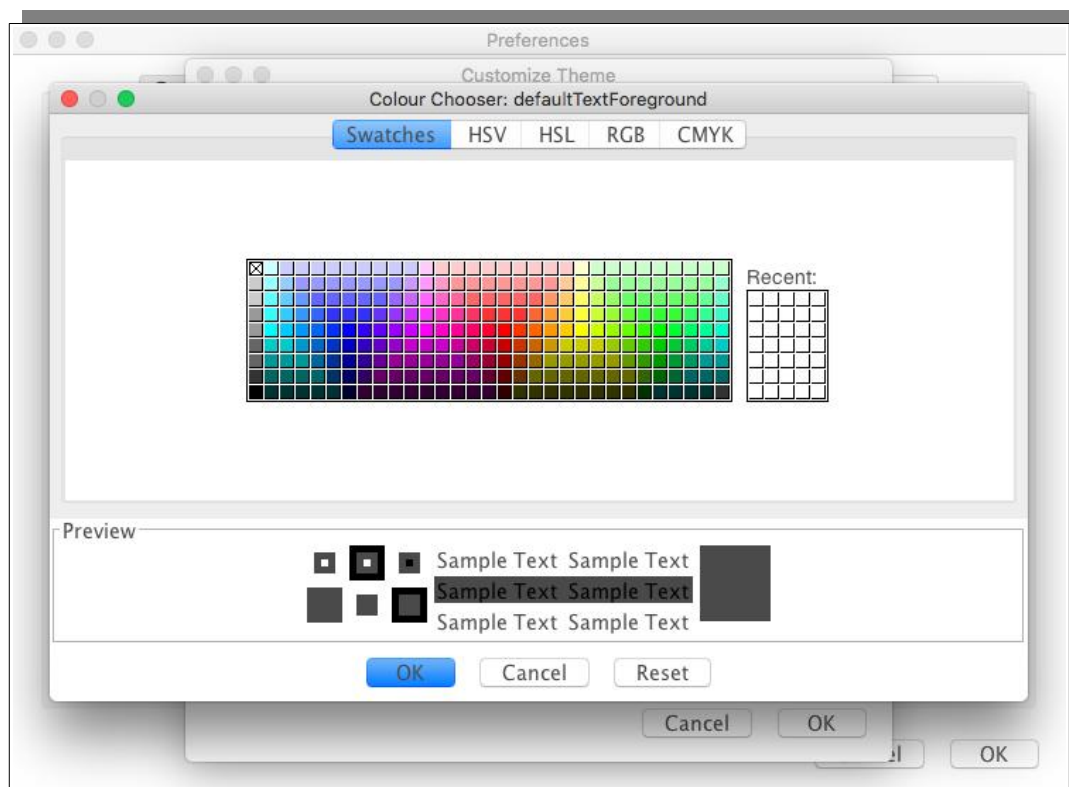 Preferences
Customize Theme
Colour Chooser: defaultTextForeground
Swatches HSV HSL RGB CMYK
Recent:
Preview
Sample Text Sample Text
Sample Text Sample Text
Sample Text Sample Text
OK Cancel Reset
Cancel OK
OK